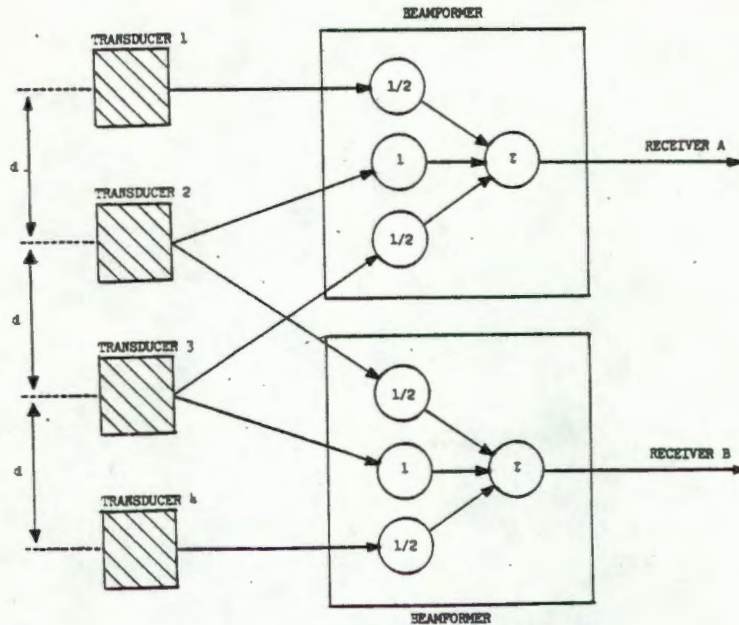 BEAMFORMER
TRANSDUCER 1
1/2
RECEIVER A
1
Σ
d
TRANSDUCER 2
1/2
d
TRANSDUCER 3
1/2
RECEIVER B
1
Σ
d
TRANSDUCER 4
1/2
BEAMFORMER